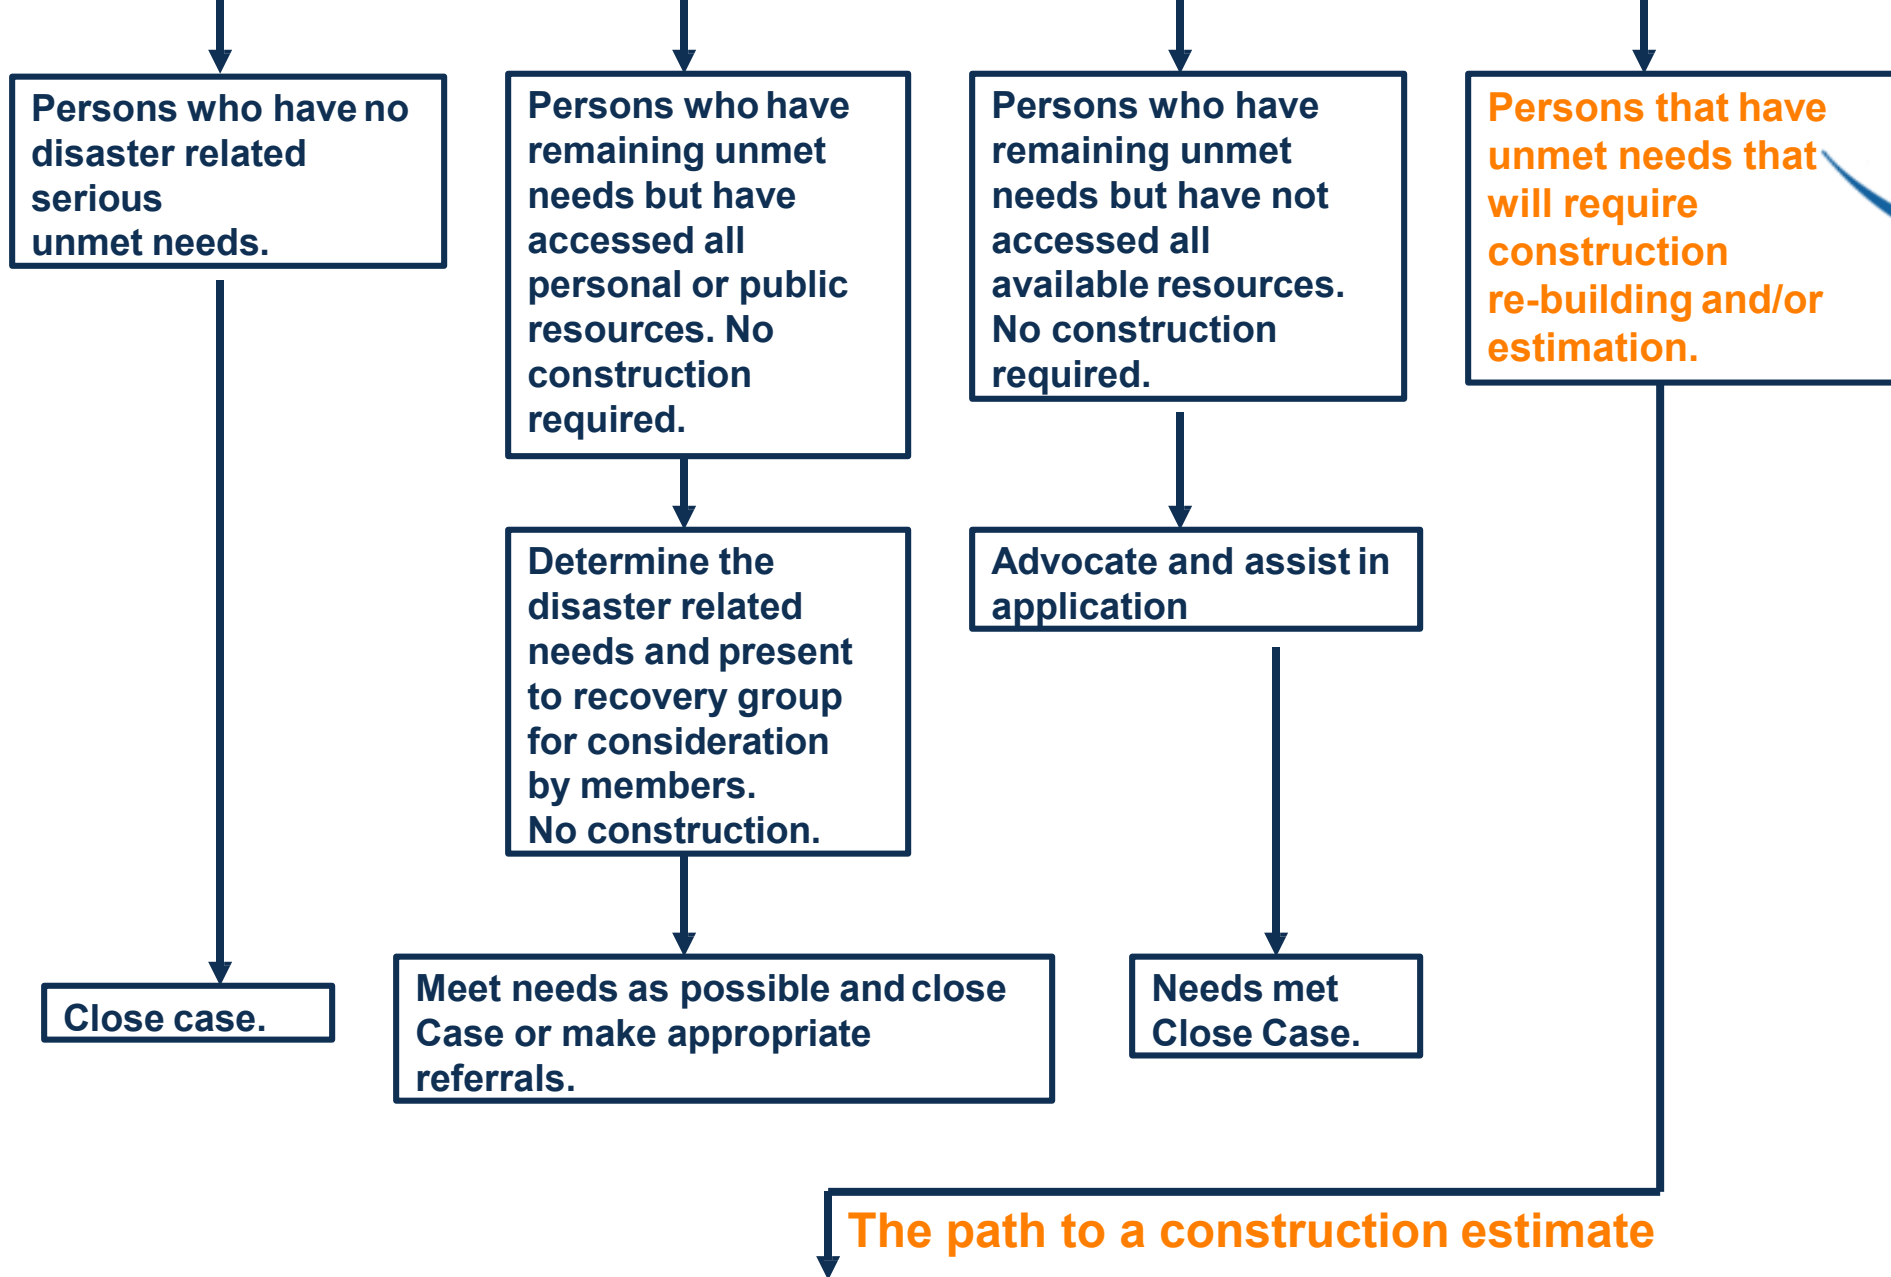 Persons who have no
disaster related
serious
unmet needs.
Persons who have
remaining unmet
needs but have
accessed all
personal or public
resources. No
construction
required.
Persons who have
remaining unmet
needs but have not
accessed all
available resources.
No construction
required.
Persons that have
unmet needs that
will require
construction
re-building and/or
estimation.
Determine the
disaster related
needs and present
to recovery group
for consideration
by members.
No construction.
Advocate and assist in
application
Close case.
Meet needs as possible and close
Case or make appropriate
referrals.
Needs met
Close Case.
The path to a construction estimate